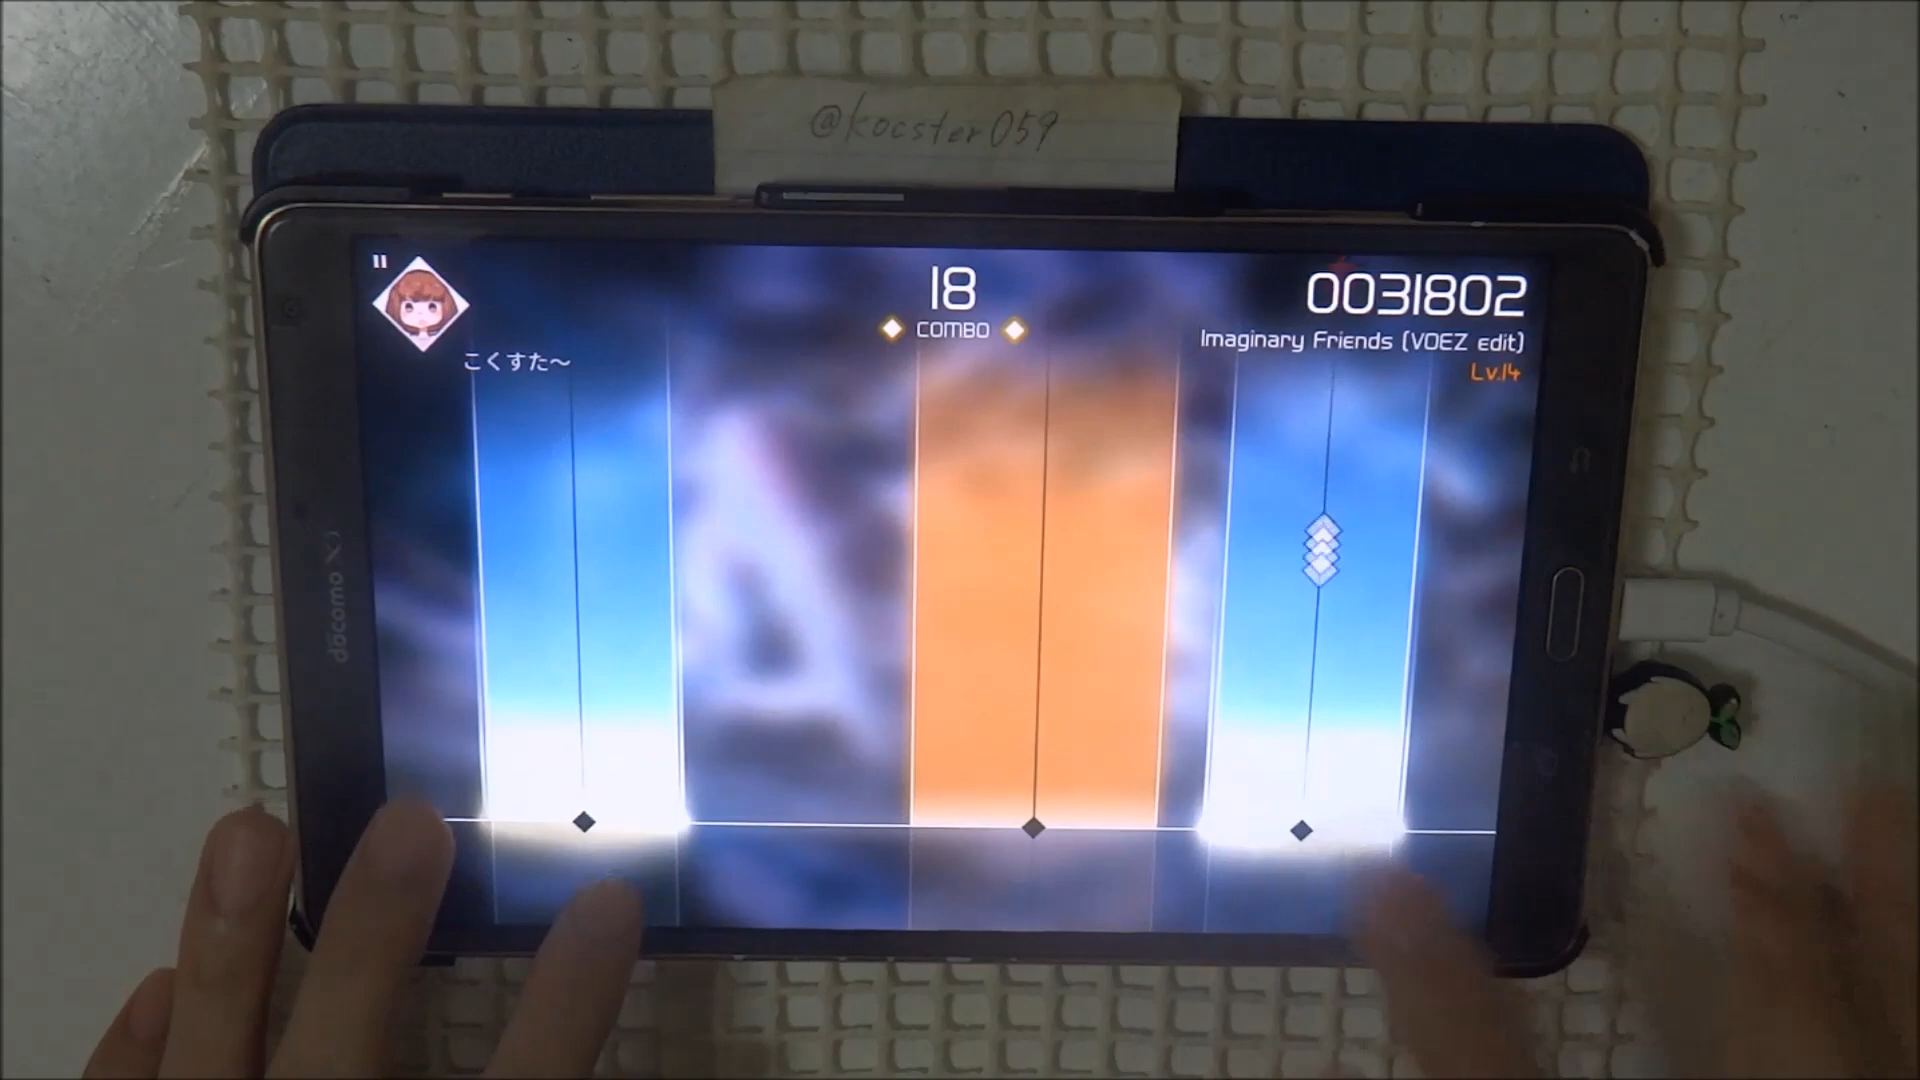 @kocster059
18
COMBO
0031802
Imaginary Friends (VOEZ edit)
Lv.14
こくすた〜
docomo